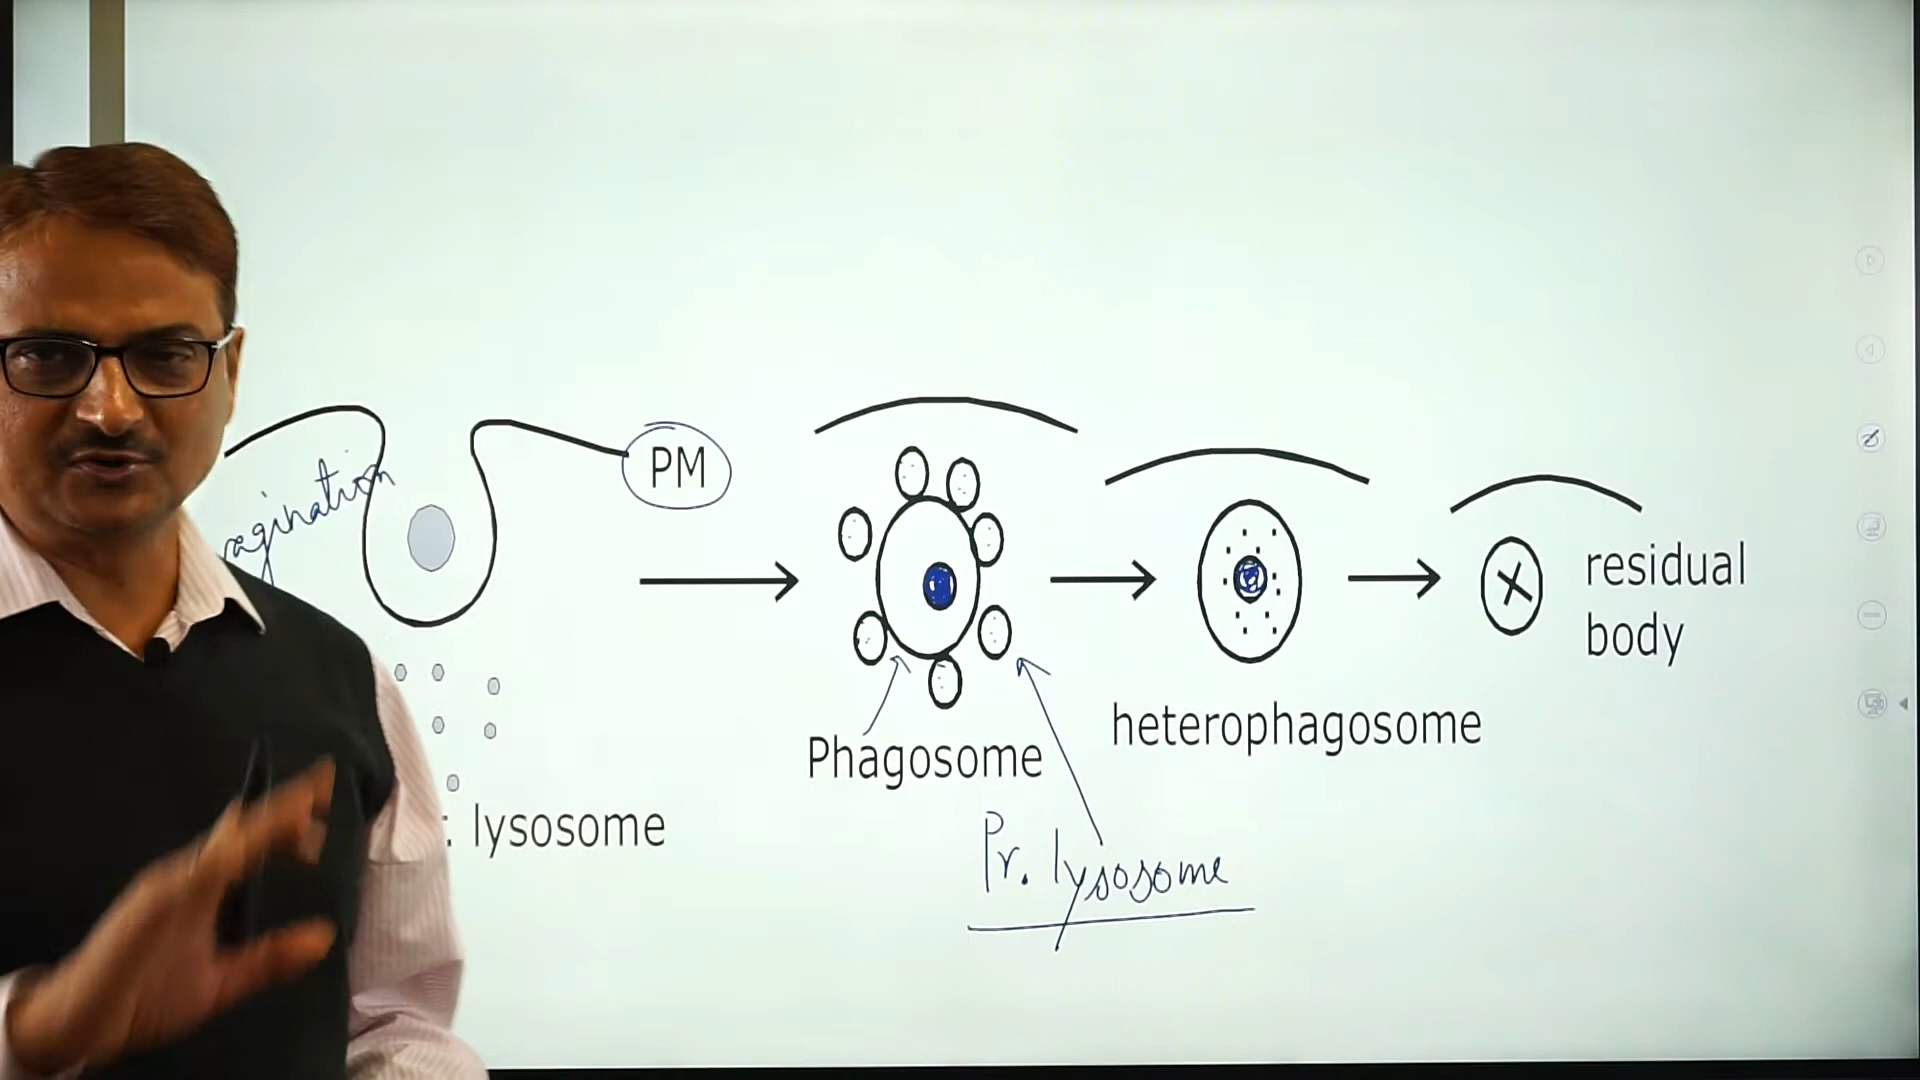 PM
residual
body
heterophagosome
Phagosome
: lysosome
Pr. lysosome